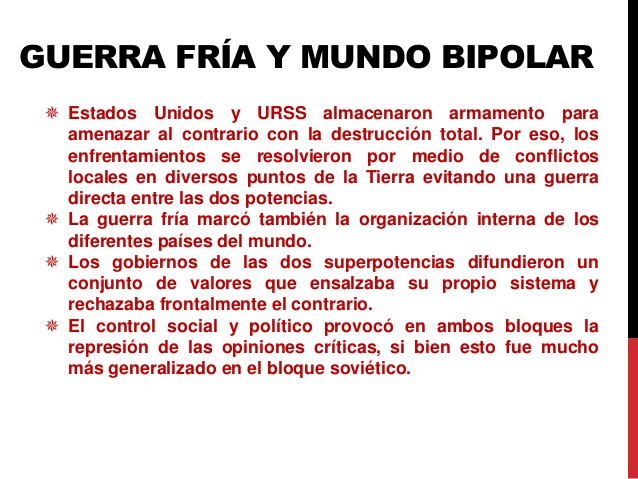 GUERRA FRÍA Y MUNDO BIPOLAR
Estados Unidos y URSS almacenaron armamento para
amenazar al contrario con la destrucción total. Por eso, los
enfrentamientos se resolvieron por medio de conflictos
locales en diversos puntos de la Tierra evitando una guerra
directa entre las dos potencias.
La guerra fría marcó también la organización interna de los
diferentes países del mundo.
Los gobiernos de las dos superpotencias difundieron un
conjunto de valores que ensalzaba su propio sistema y
rechazaba frontalmente el contrario.
El control social y político provocó en ambos bloques la
represión de las opiniones críticas, si bien esto fue mucho
más generalizado en el bloque soviético.